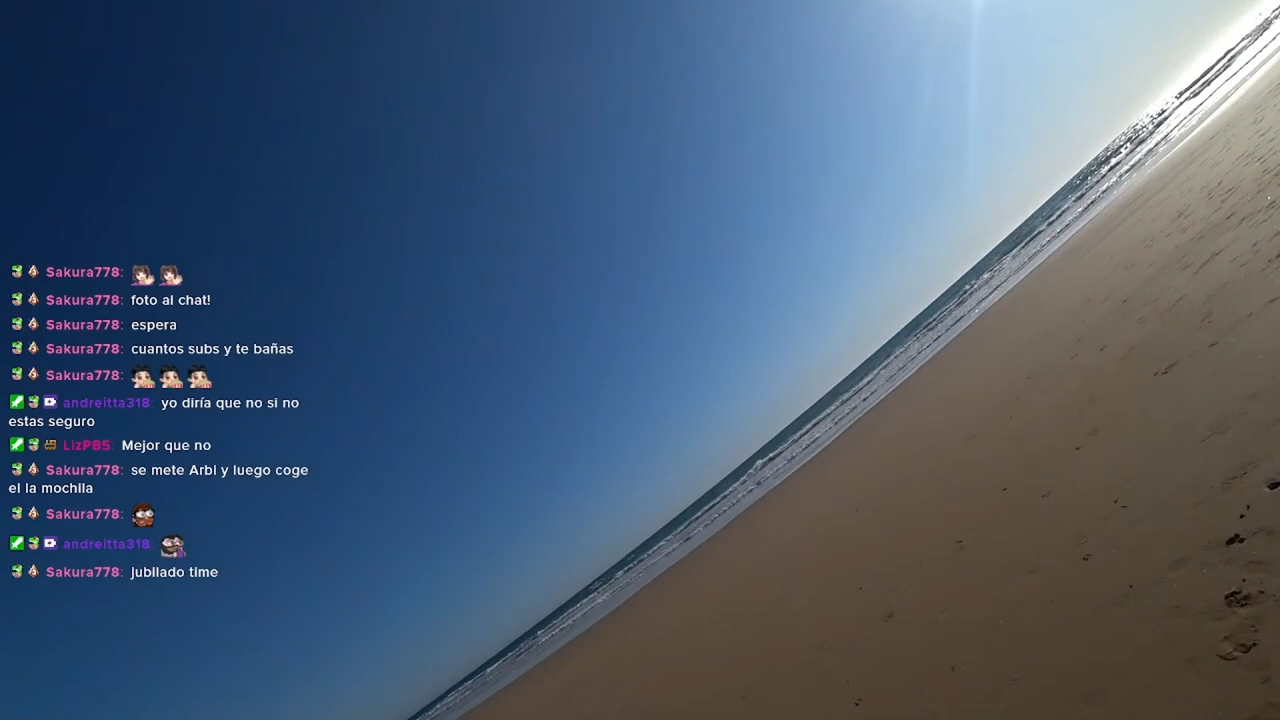 Sakura778:
Sakura778: foto al chat!
Sakura778: espera
Sakura778: cuantos subs y te bañas
Sakura778:
andreitta318: yo diría que no si no
estas seguro
LizPB5: Mejor que no
Sakura778: se mete Arbi y luego coge
el la mochila
Sakura778:
andreitta318:
Sakura778: jubilado time